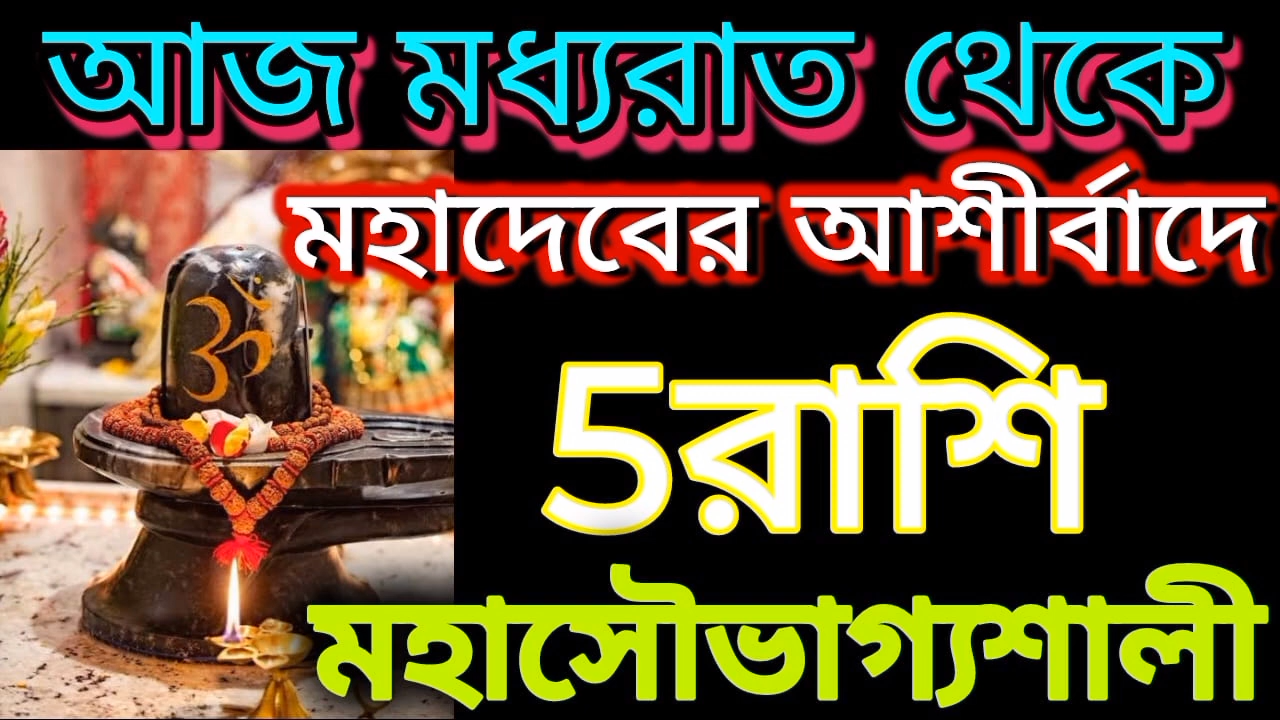 আজ মধ্যরাত থেকে
মহাদেবের আশীর্বাদে
ॐ
5রাশি
মহাসৌভাগ্যশালী